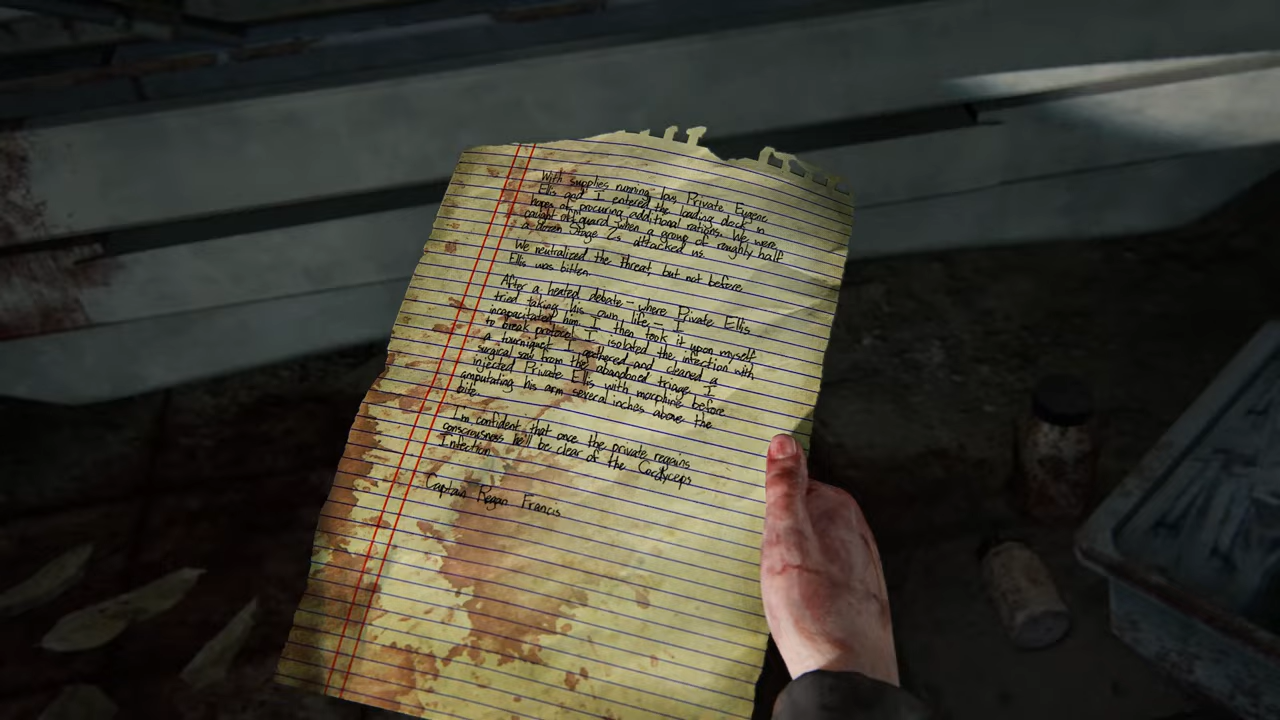 With supplies running low, Private Eugene
Ellis and I entered the loading dock in
hopes of procuring additional rations. We were
caught off-guard when a group of roughly half
a dozen Stage 2s attacked us.
We neutralized the threat, but not before
Ellis was bitten.
After a heated debate - where Private Ellis
tried taking his own life - I
incapacitated him. I then took it upon myself
to break protocol. I isolated the infection with
a tourniquet, gathered and cleaned a
surgical saw from the abandoned triage. I
injected Private Ellis with morphine before
amputating his arm several inches above the
bite.
I'm confident that once the private regains
consciousness he'll be clear of the Cordyceps
Infection.
Captain Regan Francis